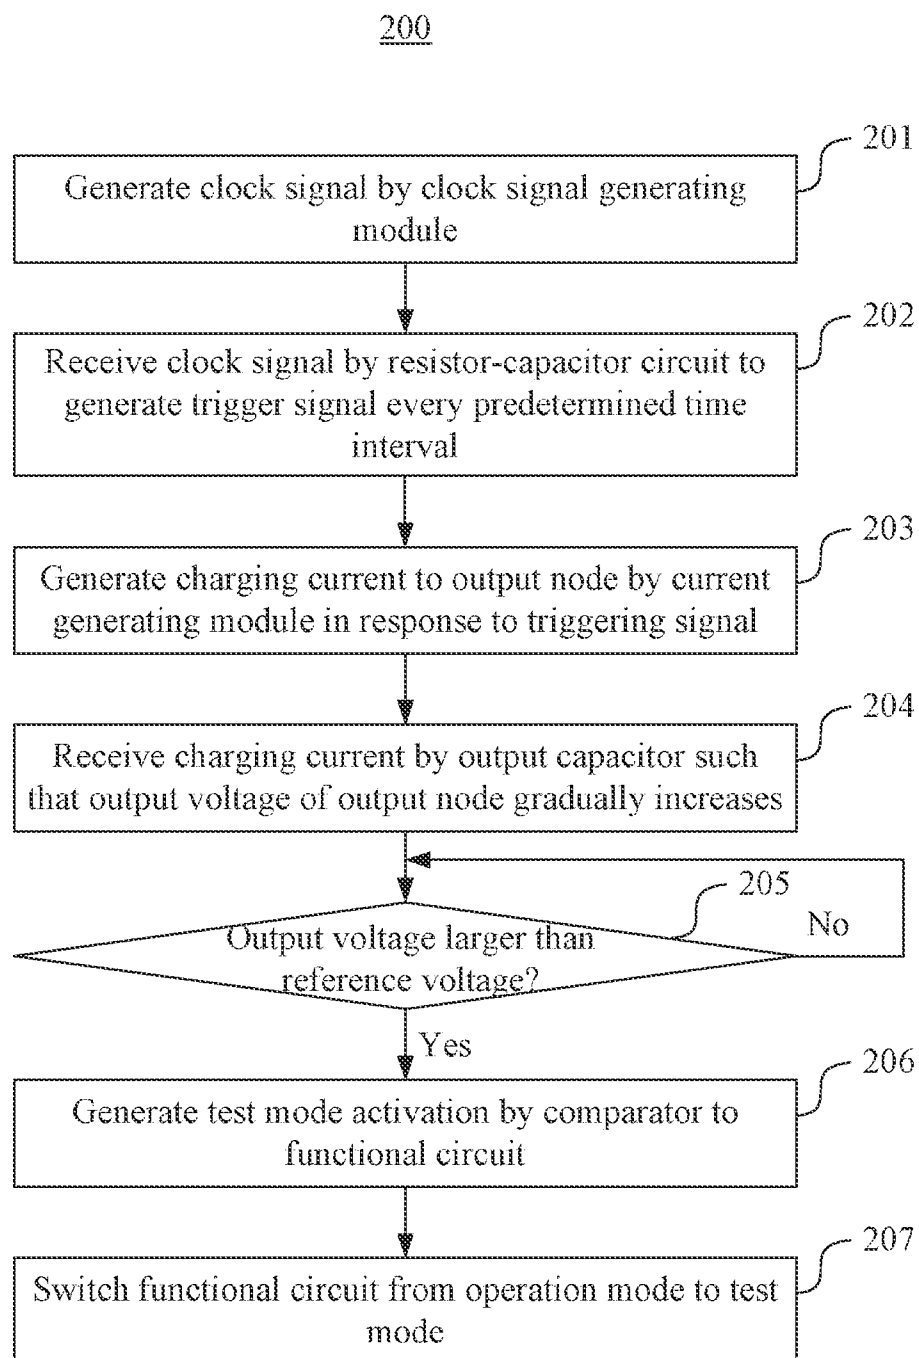 200
201
Generate clock signal by clock signal generating
module
202
Receive clock signal by resistor-capacitor circuit to
generate trigger signal every predetermined time
interval
203
Generate charging current to output node by current
generating module in response to triggering signal
204
Receive charging current by output capacitor such
that output voltage of output node gradually increases
205
Output voltage larger than
reference voltage?
No
Yes
206
Generate test mode activation by comparator to
functional circuit
207
Switch functional circuit from operation mode to test
mode